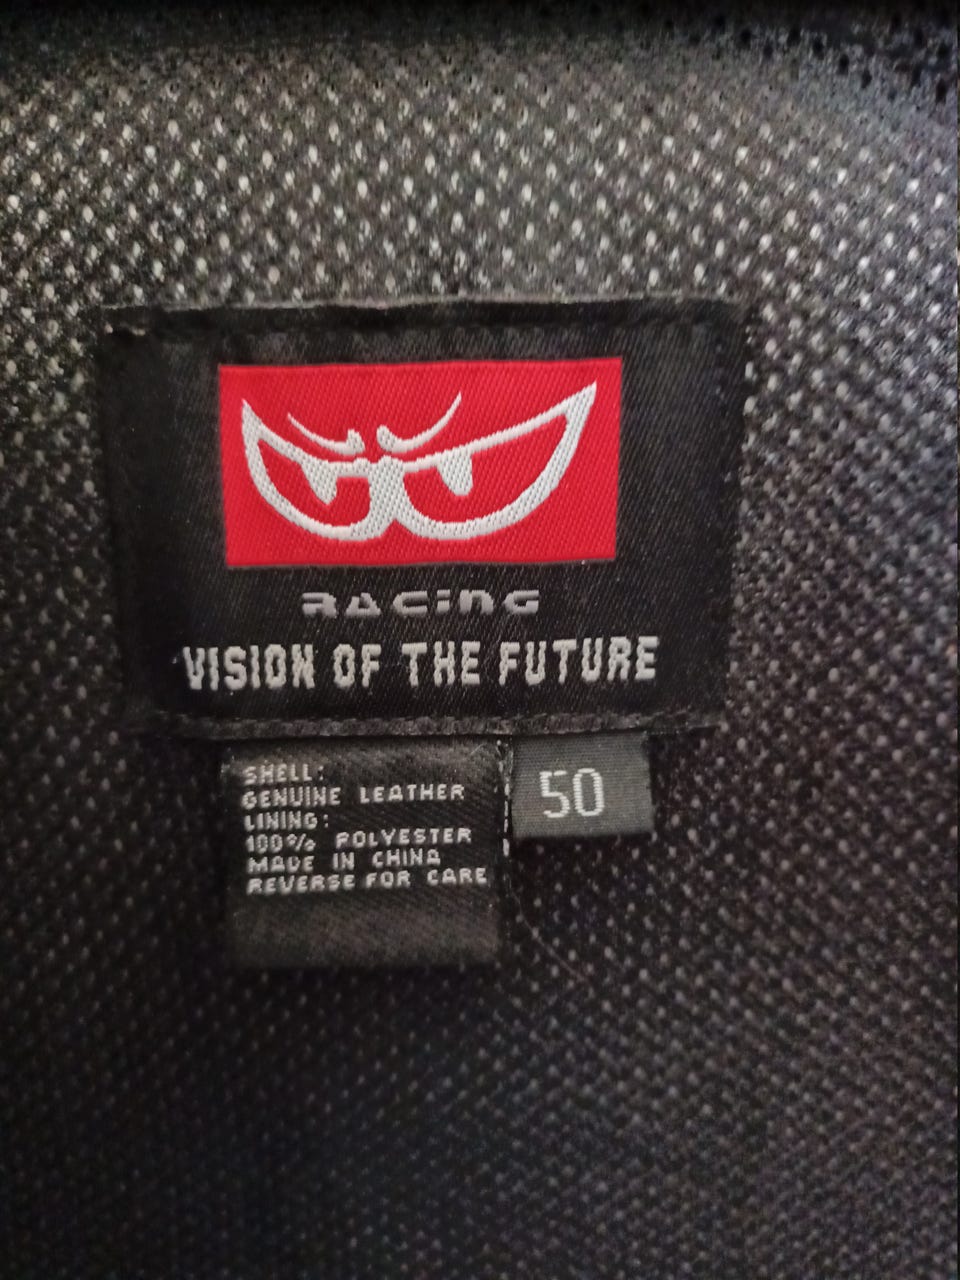 RACING
VISION OF THE FUTURE
SHELL:
GENUINE LEATHER
LINING:
100% POLYESTER
MADE IN CHINA
REVERSE FOR CARE
50